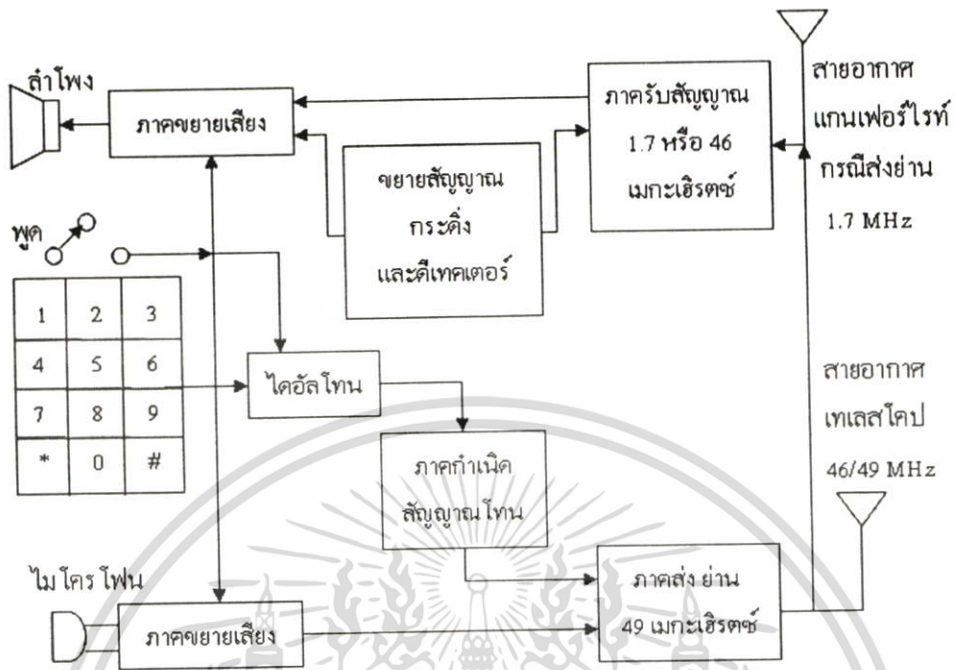 ลำโพง
ภาคขยายเสียง
ขยายสัญญาณ
กระดิ่ง
และดีเทคเตอร์
ภาครับสัญญาณ
1.7 หรือ 46
เมกะเฮิรตซ์
สายอากาศ
แกนเฟอร์ไรท์
กรณีส่งย่าน
1.7 MHz
พูด
1 2 3
4 5 6
7 8 9
* 0 #
ไดอัลโทน
ภาคกำเนิด
สัญญาณโทน
สายอากาศ
เทเลสโคป
46/49 MHz
ไมโครโฟน
ภาคขยายเสียง
ภาคส่ง ย่าน
49 เมกะเฮิรตซ์